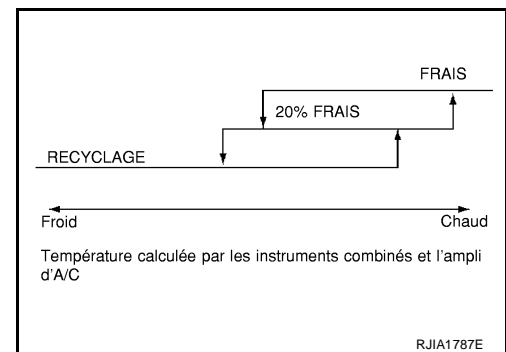 FRAIS
20% FRAIS
RECYCLAGE
Froid Chaud
Température calculée par les instruments combinés et l'ampli
d'A/C
RJIA1787E